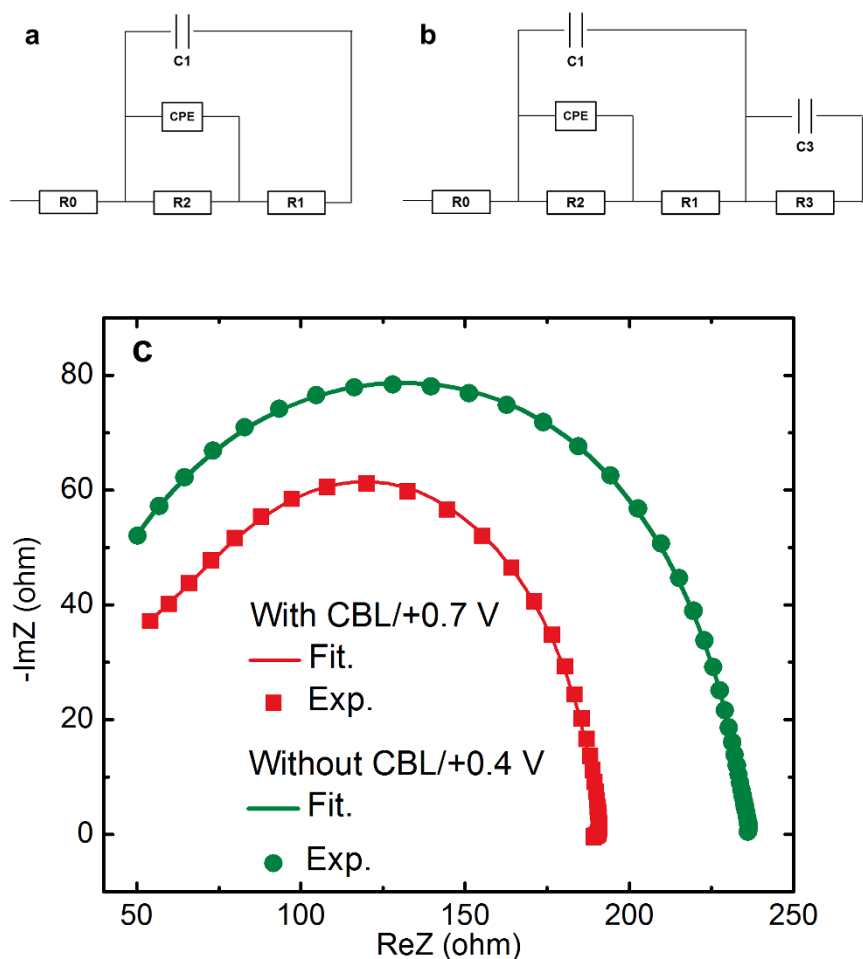 a
C1
CPE
R0
R2
R1
b
C1
CPE
C3
R0
R2
R1
R3
c
-ImZ (ohm)
80
60
40
20
0
With CBL/+0.7 V
Fit.
Exp.
Without CBL/+0.4 V
Fit.
Exp.
50
100
150
200
250
ReZ (ohm)